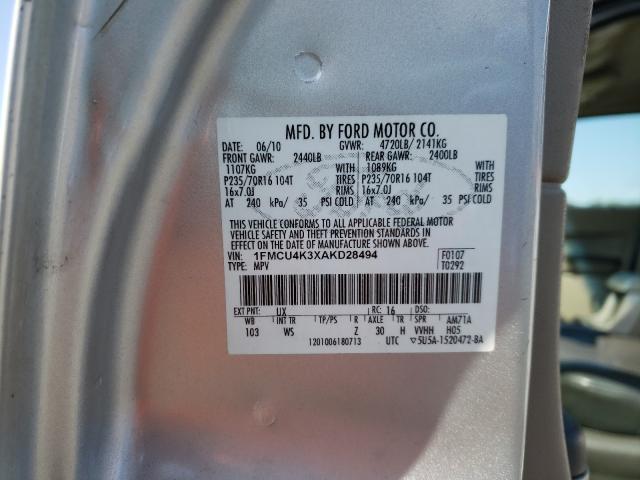 MFD. BY FORD MOTOR CO.
DATE: 06/10 GVWR: 4720LB/ 2141KG
FRONT GAWR: 2440LB REAR GAWR: 2400LB
1107KG WITH 1089KG WITH
P235/70R16 104T TIRES P235/70R16 104T TIRES
16x7.0J RIMS 16x7.0J RIMS
AT 240 kPa/ 35 PSI COLD AT 240 kPa/ 35 PSI COLD
THIS VEHICLE CONFORMS TO ALL APPLICABLE FEDERAL MOTOR
VEHICLE SAFETY AND THEFT PREVENTION STANDARDS IN
EFFECT ON THE DATE OF MANUFACTURE SHOWN ABOVE.
VIN: 1FMCU4K3XAKD28494 F0107
TYPE: MPV T0292
EXT PNT: UX RC: 16 DSO:
WB INT TR TP/PS R AXLE TR SPR AM71A
103 WS Z 30 H VVHH H05
1201006180713 UTC ▽5U5A-1520472-BA